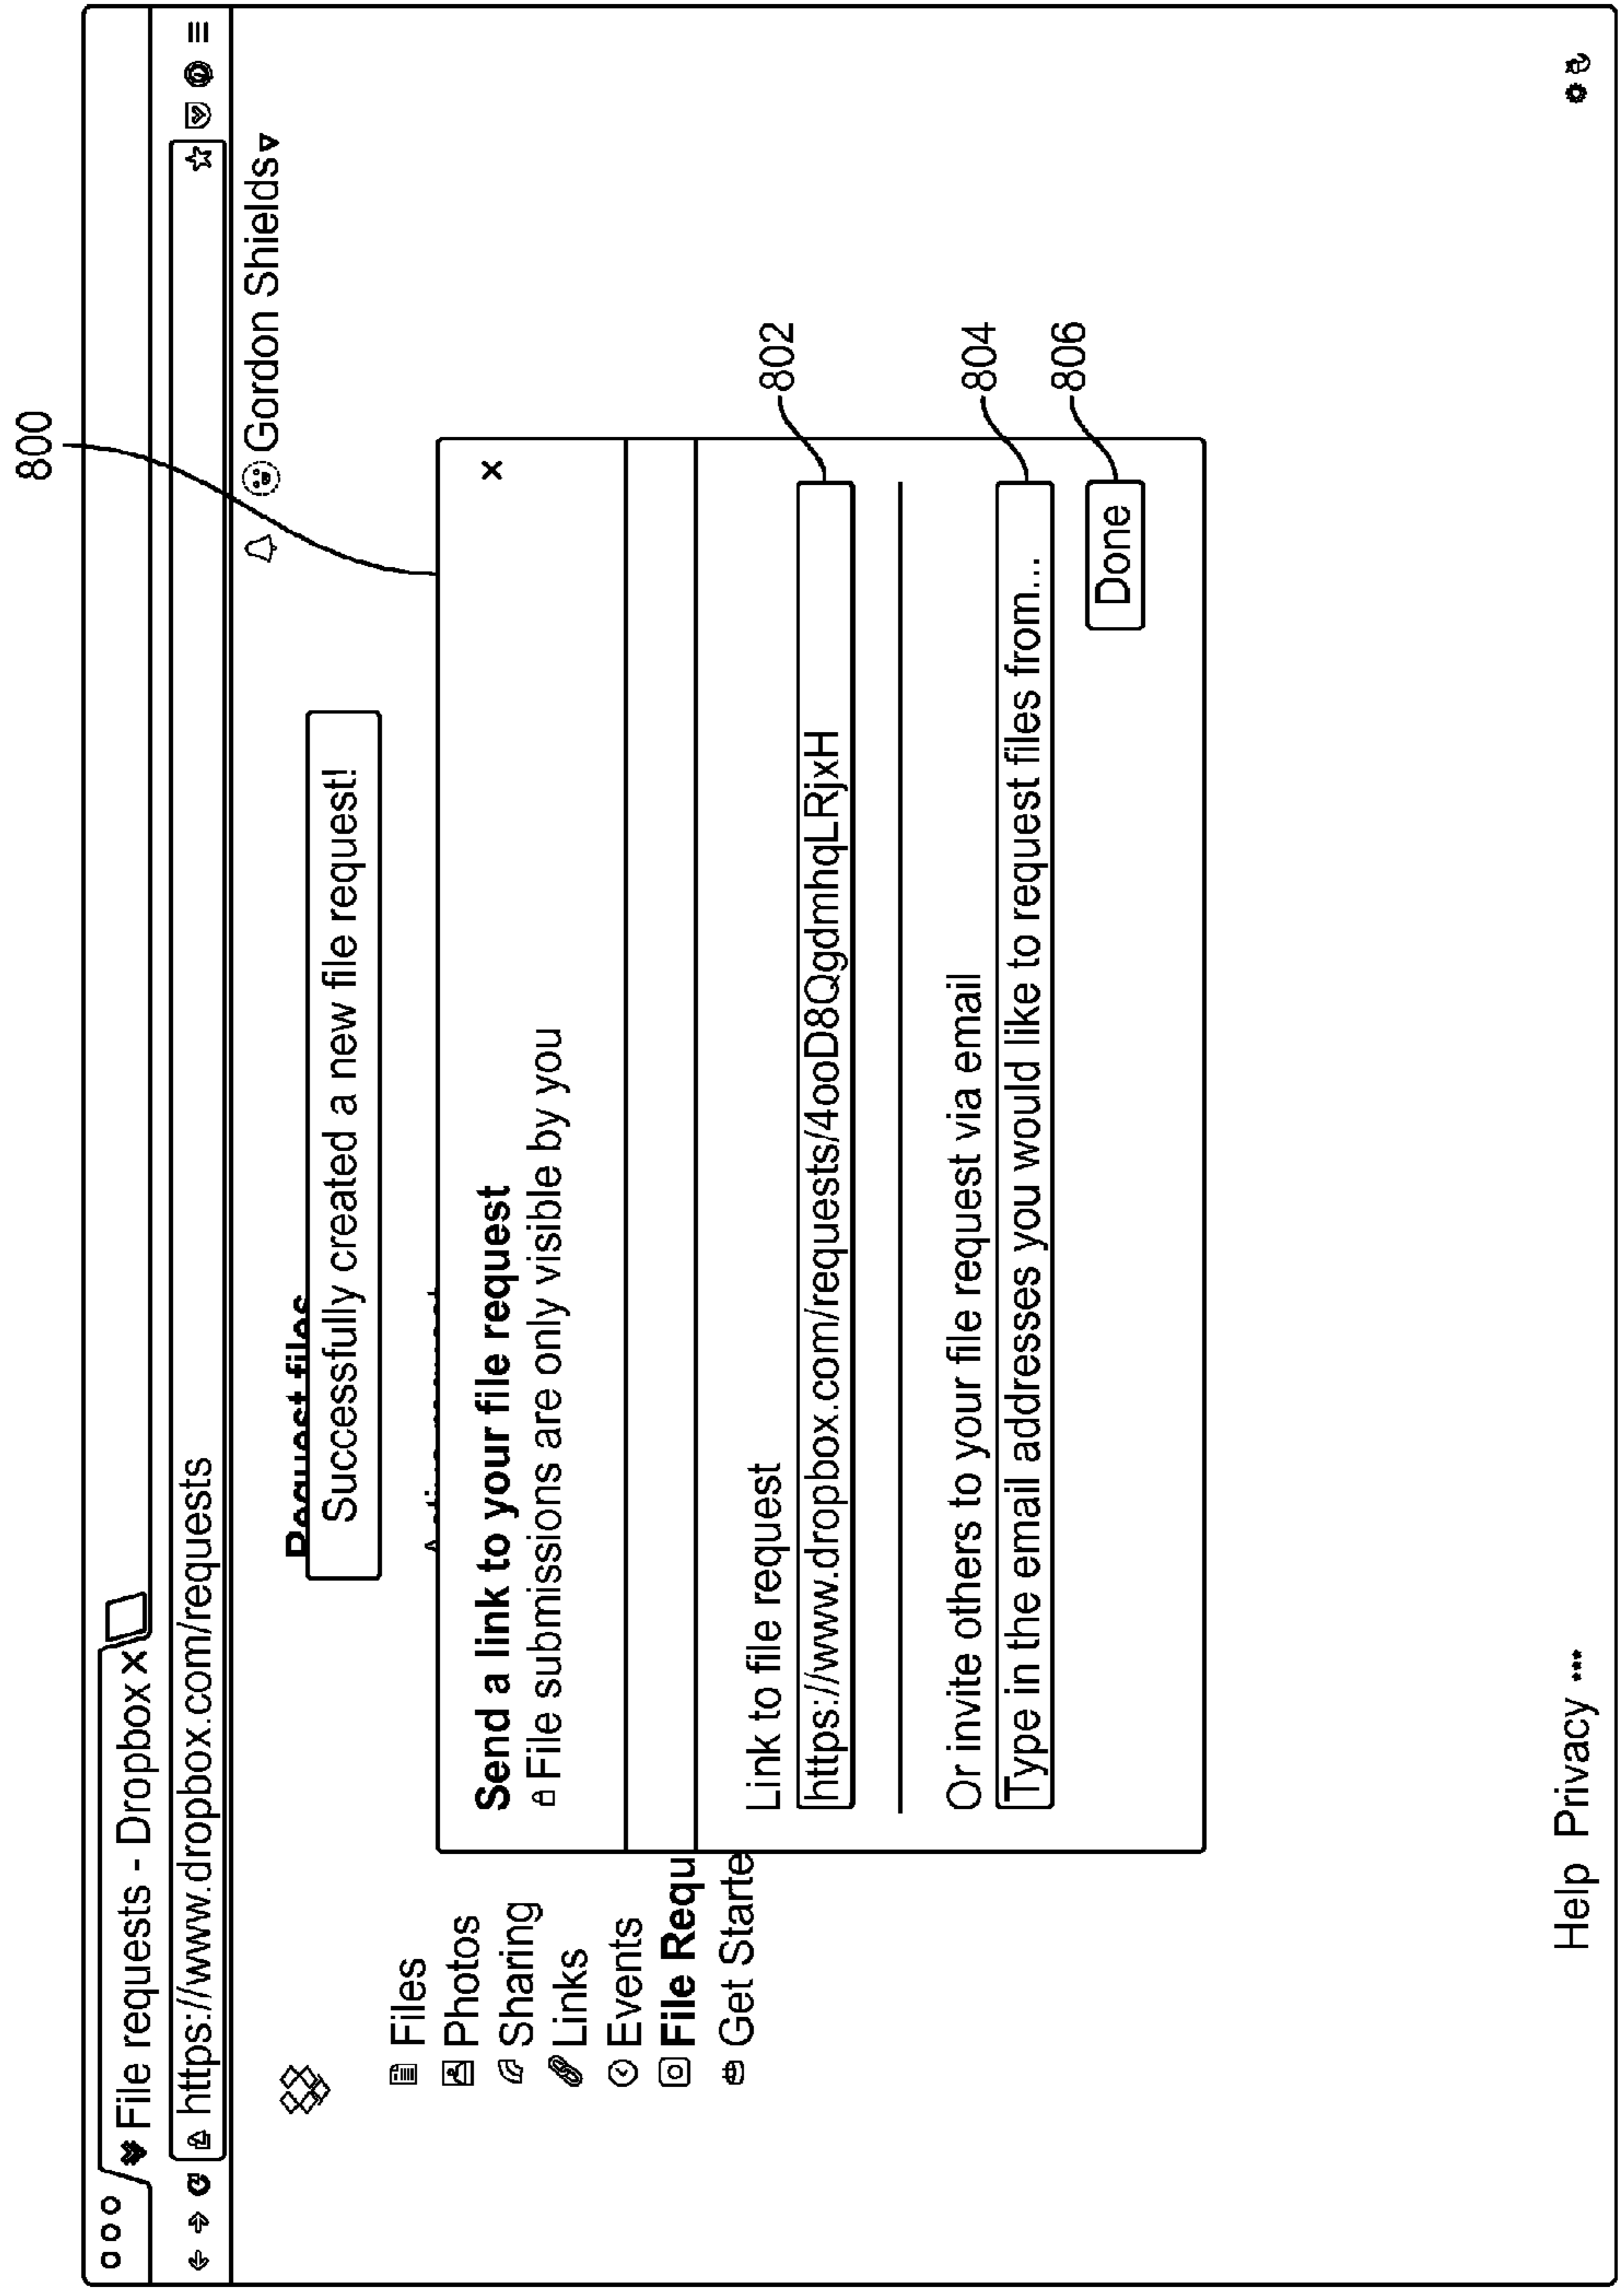 800
File requests - Dropbox X
https://www.dropbox.com/requests
Gordon Shields
Request files
Successfully created a new file request!
Files
Photos
Sharing
Links
Events
File Requ
Get Starte
Send a link to your file request
x
File submissions are only visible by you
Link to file request
https://www.dropbox.com/requests/4ooD8QgdmhqLRjxH
802
Or invite others to your file request via email
Type in the email addresses you would like to request files from...
804
Done
806
Help Privacy •••